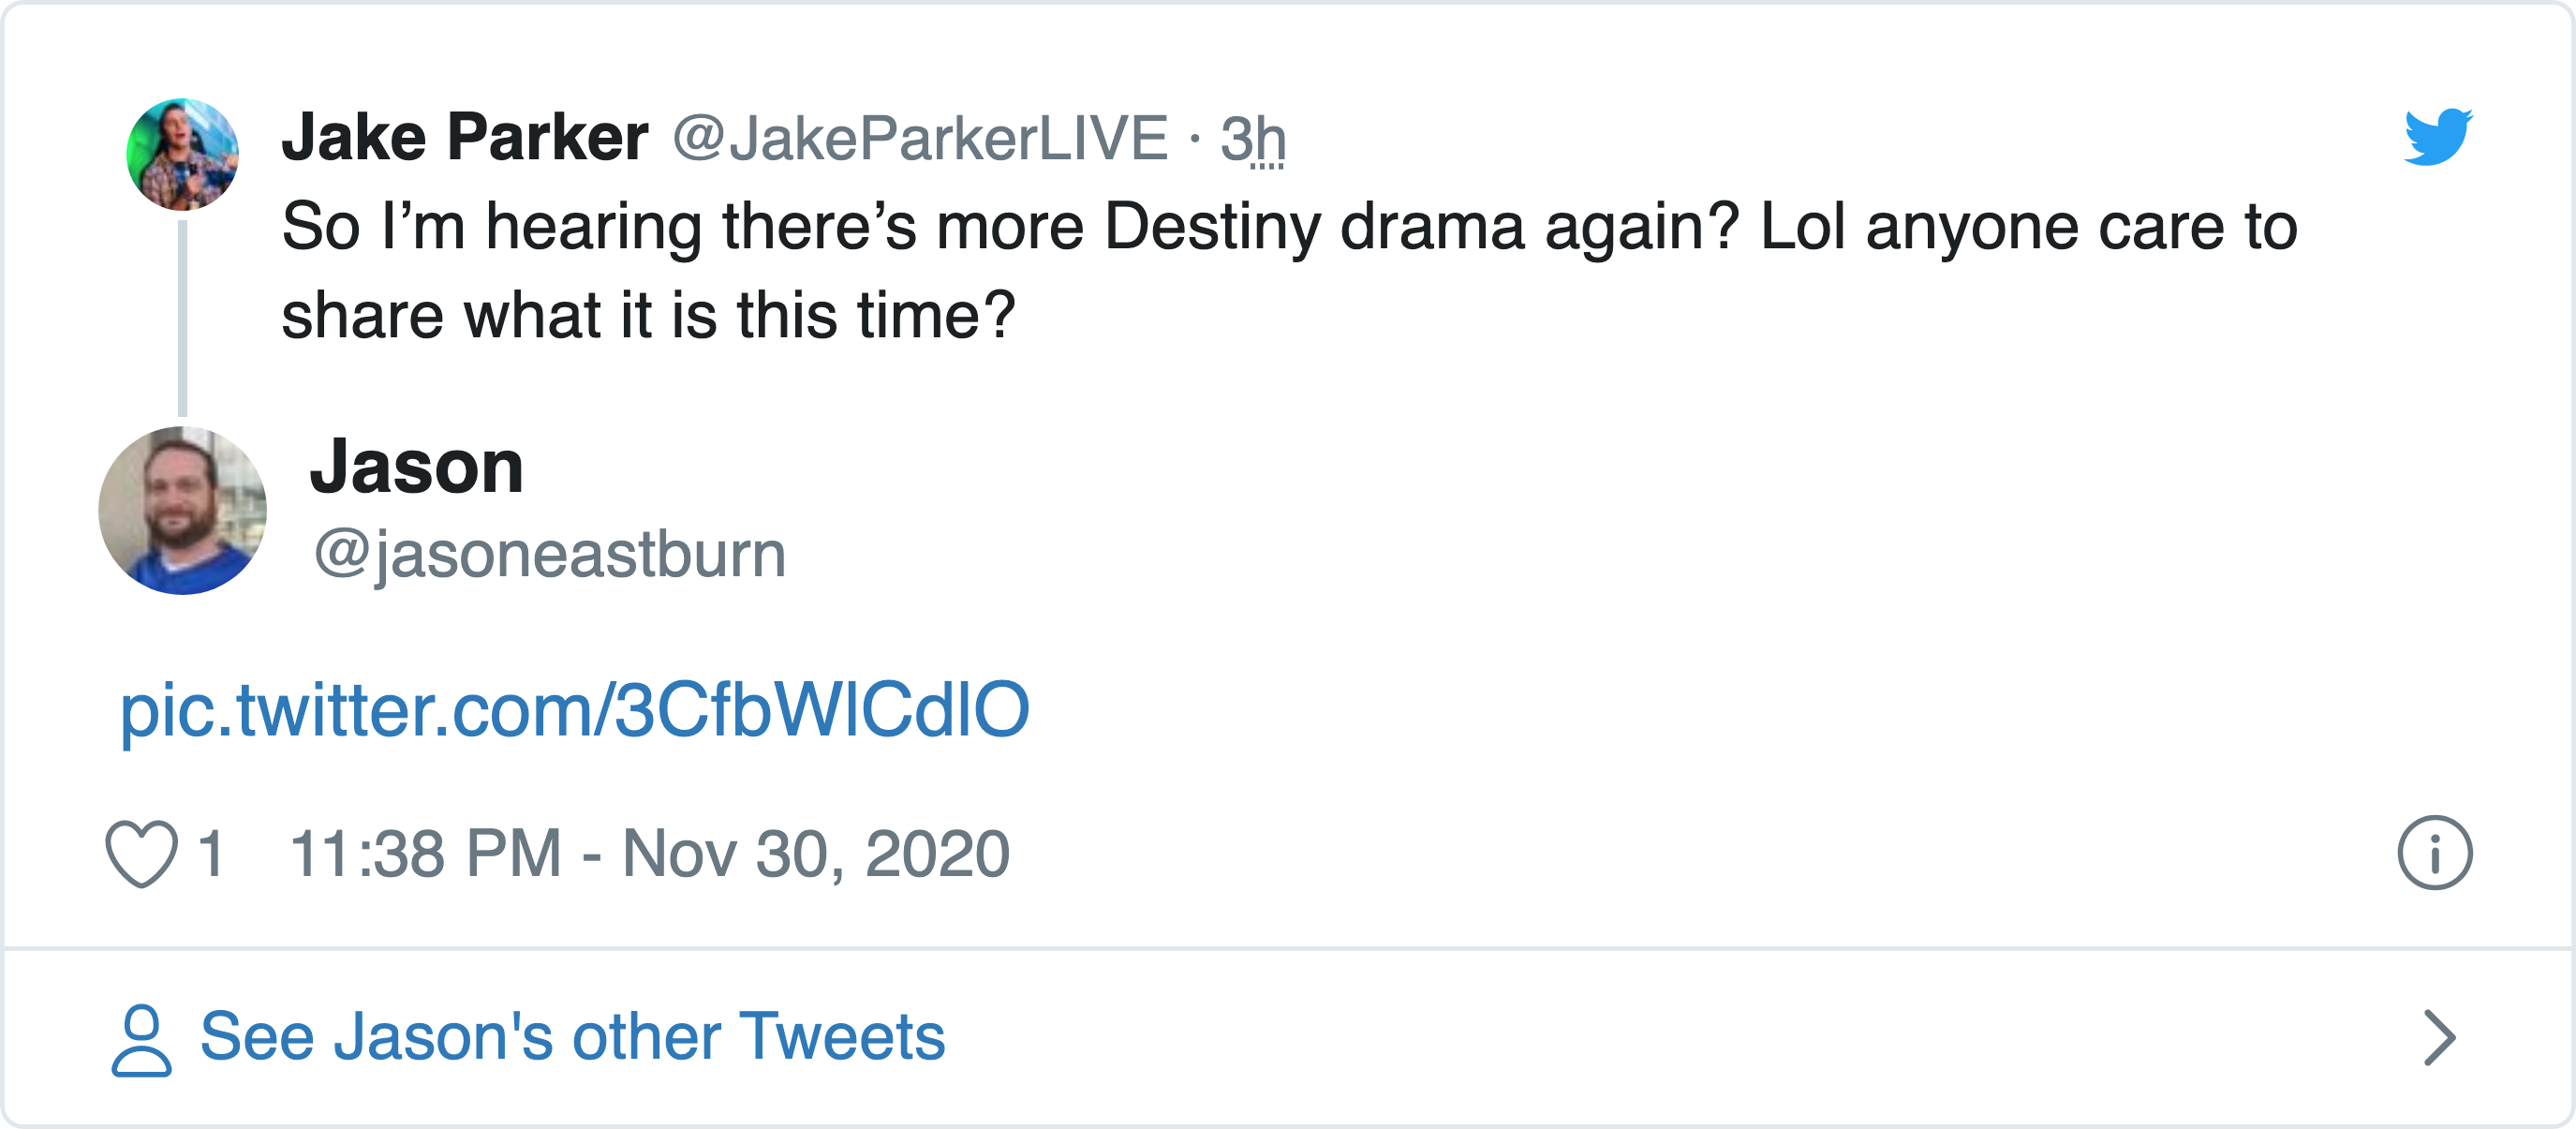 Jake Parker @JakeParkerLIVE · 3h
So I’m hearing there’s more Destiny drama again? Lol anyone care to
share what it is this time?
Jason
@jasoneastburn
pic.twitter.com/3CfbWlCdlO
1 11:38 PM - Nov 30, 2020
See Jason's other Tweets